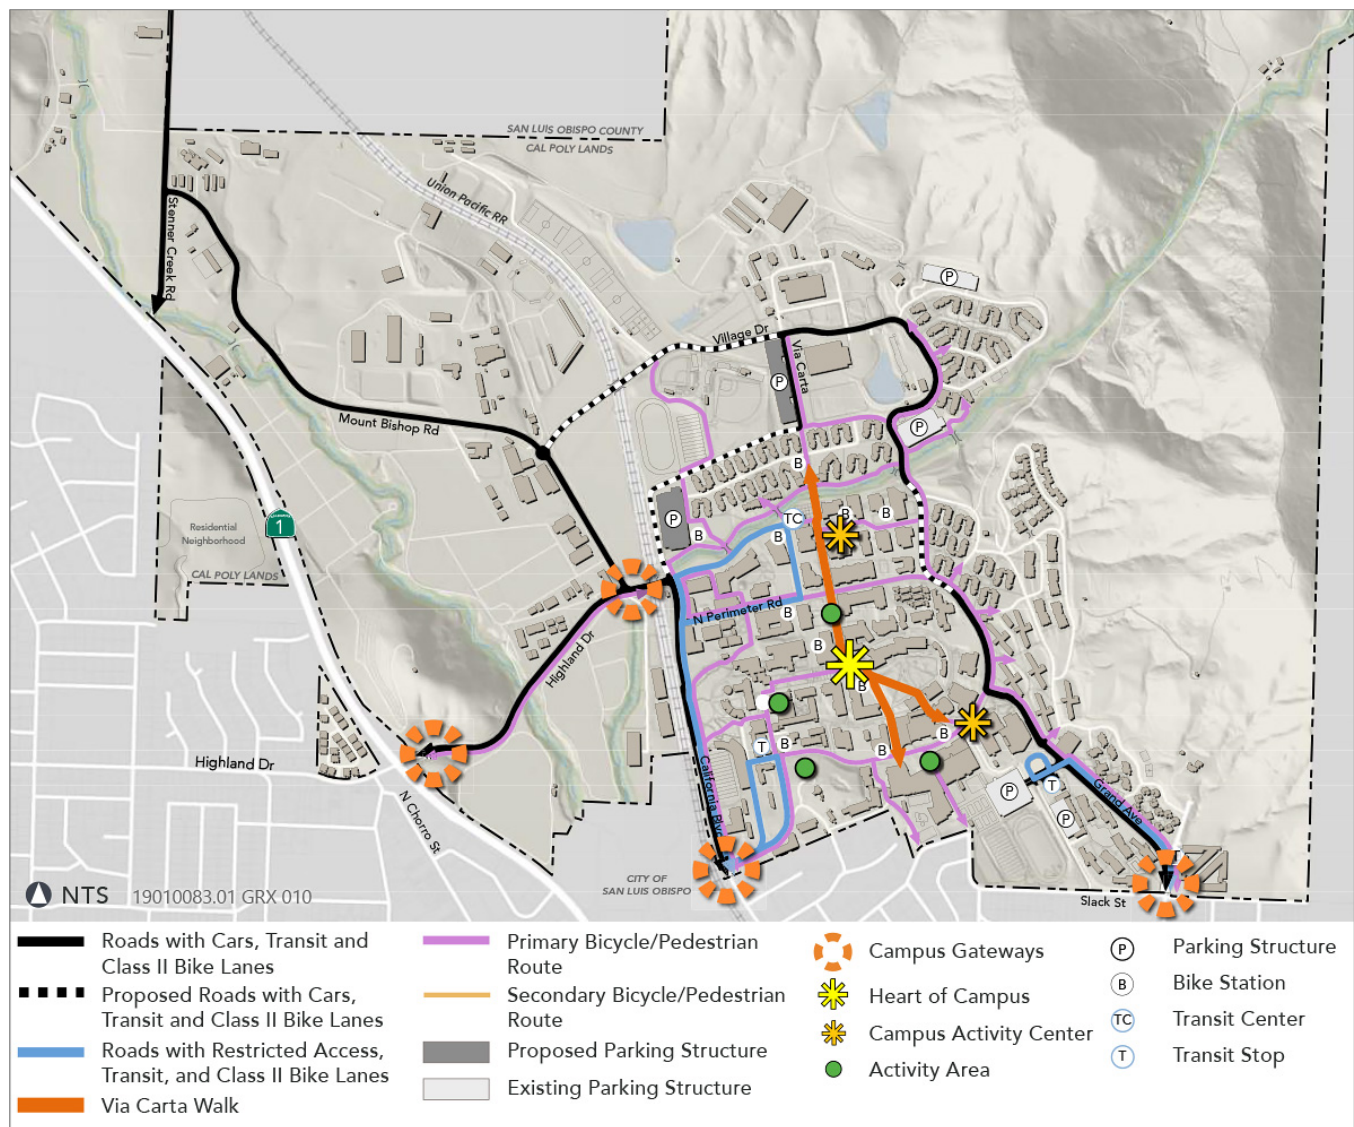 SAN LUIS OBISPO COUNTY
CAL POLY LANDS
Union Pacific RR
Stenner Creek Rd
P
Village Dr
Via Carta
P
P
Mount Bishop Rd
B
P
TC
B
B
B
B
Residential
Neighborhood
1
CAL POLY LANDS
N Perimeter Rd
B
B
B
Highland Dr
T
B
B
B
Highland Dr
California Blvd
N Chorro St
P
T
Grand Ave
P
T
CITY OF
SAN LUIS OBISPO
NTS
19010083.01 GRX 010
Slack St
Roads with Cars, Transit and
Class II Bike Lanes
Proposed Roads with Cars,
Transit and Class II Bike Lanes
Roads with Restricted Access,
Transit, and Class II Bike Lanes
Via Carta Walk
Primary Bicycle/Pedestrian
Route
Secondary Bicycle/Pedestrian
Route
Proposed Parking Structure
Existing Parking Structure
Campus Gateways
Heart of Campus
Campus Activity Center
Activity Area
P Parking Structure
B Bike Station
TC Transit Center
T Transit Stop